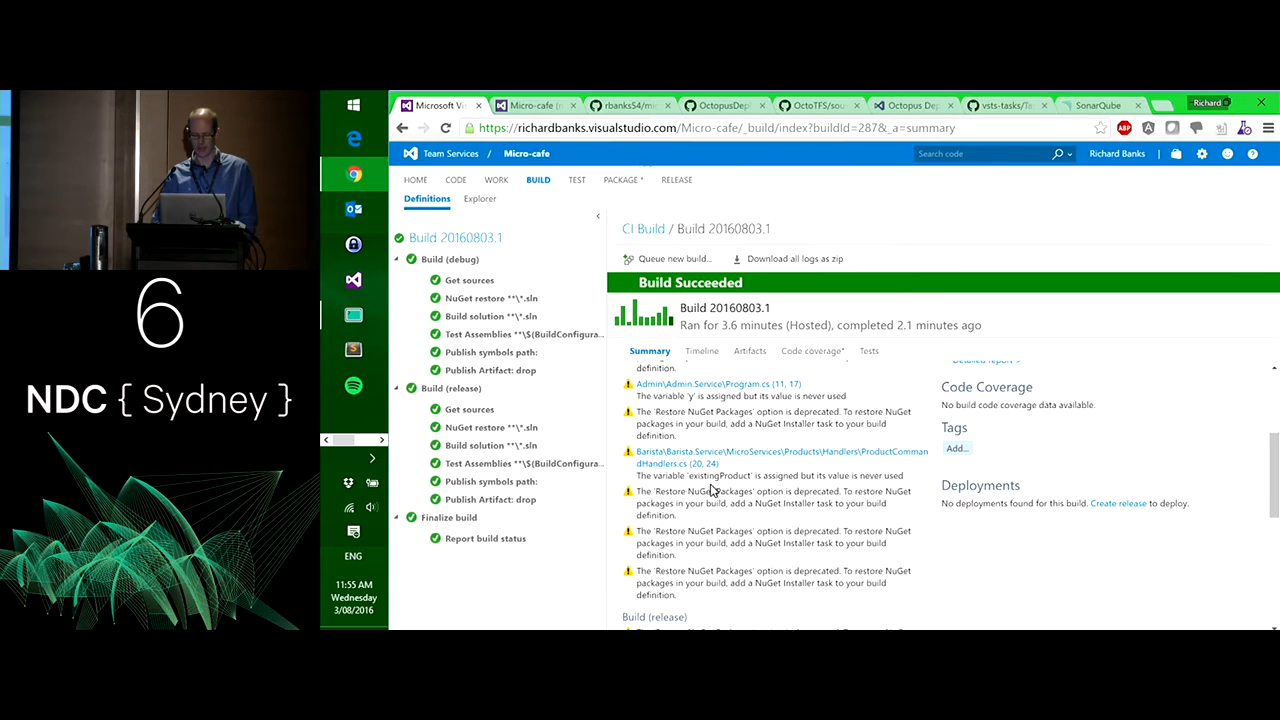 6
NDC { Sydney }
ENG
11:55 AM
Wednesday
3/08/2016
Microsoft Vi
Micro-cafe (n
rbanks54/mi
OctopusDepl
OctoTFS/sou
Octopus Dep
vsts-tasks/Ta
SonarQube
Richard
https://richardbanks.visualstudio.com/Micro-cafe/_build/index?buildId=287&_a=summary
ABP
Team Services / Micro-cafe
Search code
Richard Banks
HOME CODE WORK BUILD TEST PACKAGE * RELEASE
Definitions Explorer
Build 20160803.1
Build (debug)
Get sources
NuGet restore **\*.sln
Build solution **\*.sln
Test Assemblies **\$(BuildConfigura...
Publish symbols path:
Publish Artifact: drop
Build (release)
Get sources
NuGet restore **\*.sln
Build solution **\*.sln
Test Assemblies **\$(BuildConfigura...
Publish symbols path:
Publish Artifact: drop
Finalize build
Report build status
CI Build / Build 20160803.1
Queue new build... Download all logs as zip
Build Succeeded
Build 20160803.1
Ran for 3.6 minutes (Hosted), completed 2.1 minutes ago
Summary Timeline Artifacts Code coverage* Tests
definition.
Admin\Admin.Service\Program.cs (11, 17)
The variable 'y' is assigned but its value is never used
The 'Restore NuGet Packages' option is deprecated. To restore NuGet
packages in your build, add a NuGet Installer task to your build
definition.
Barista\Barista.Service\MicroServices\Products\Handlers\ProductComman
dHandlers.cs (20, 24)
The variable 'existingProduct' is assigned but its value is never used
The 'Restore NuGet Packages' option is deprecated. To restore NuGet
packages in your build, add a NuGet Installer task to your build
definition.
The 'Restore NuGet Packages' option is deprecated. To restore NuGet
packages in your build, add a NuGet Installer task to your build
definition.
The 'Restore NuGet Packages' option is deprecated. To restore NuGet
packages in your build, add a NuGet Installer task to your build
definition.
Build (release)
Detailed report >
Code Coverage
No build code coverage data available.
Tags
Add...
Deployments
No deployments found for this build. Create release to deploy.